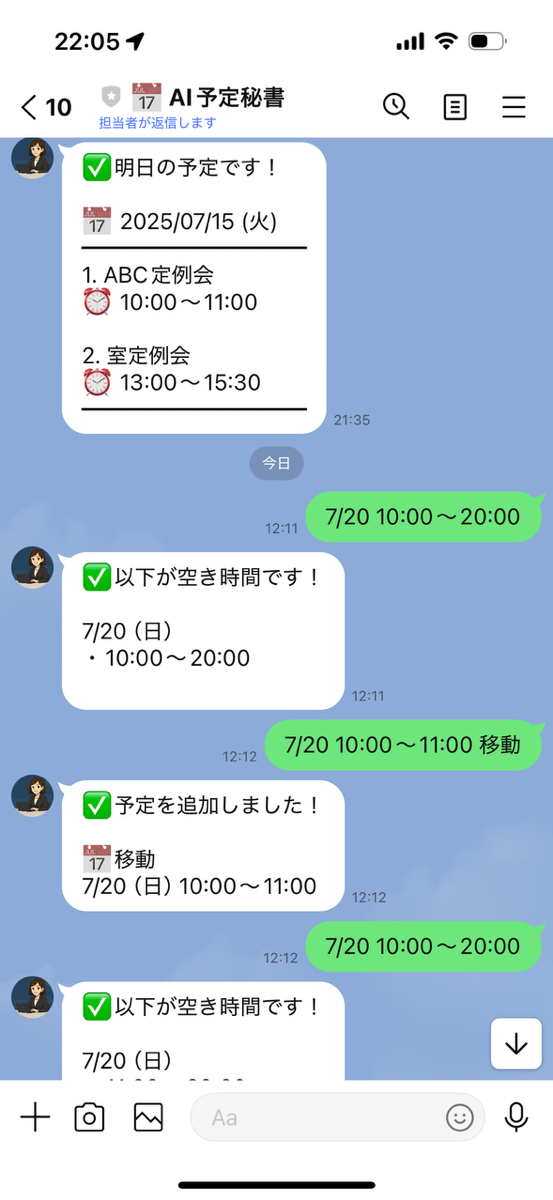 22:05
10
AI予定秘書
担当者が返信します
✅明日の予定です！
📅 2025/07/15 (火)
1. ABC定例会
⏰ 10:00〜11:00
2. 室定例会
⏰ 13:00〜15:30
21:35
今日
7/20 10:00〜20:00
12:11
✅以下が空き時間です！
7/20（日）
・10:00〜20:00
12:11
7/20 10:00〜11:00 移動
12:12
✅予定を追加しました！
📅移動
7/20（日）10:00〜11:00
12:12
7/20 10:00〜20:00
12:12
✅以下が空き時間です！
7/20（日）
Aa